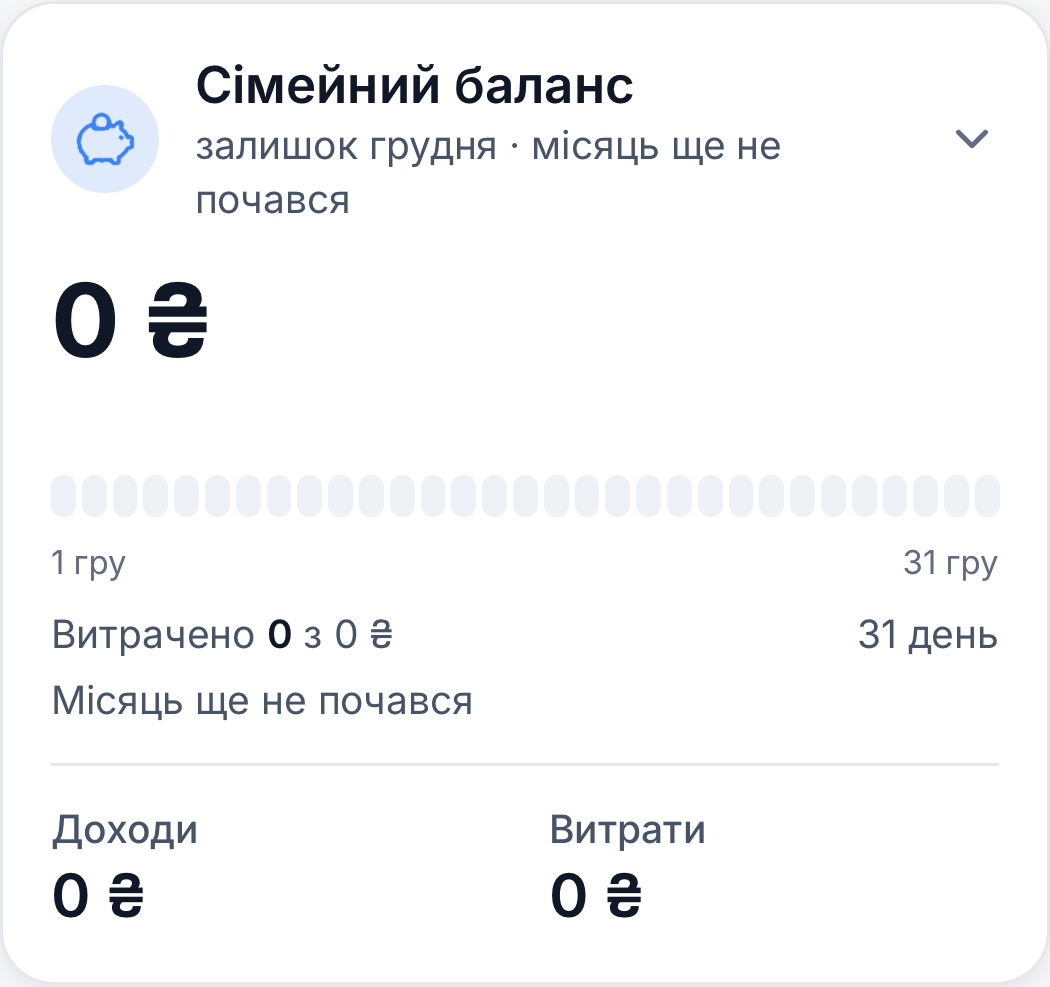 Сімейний баланс
залишок грудня · місяць ще не
почався
0 ₴
1 гру
31 гру
Витрачено 0 з 0 ₴
31 день
Місяць ще не почався
Доходи
Витрати
0 ₴
0 ₴